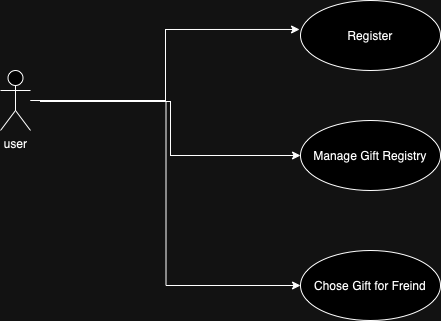 Register
user
Manage Gift Registry
Chose Gift for Freind